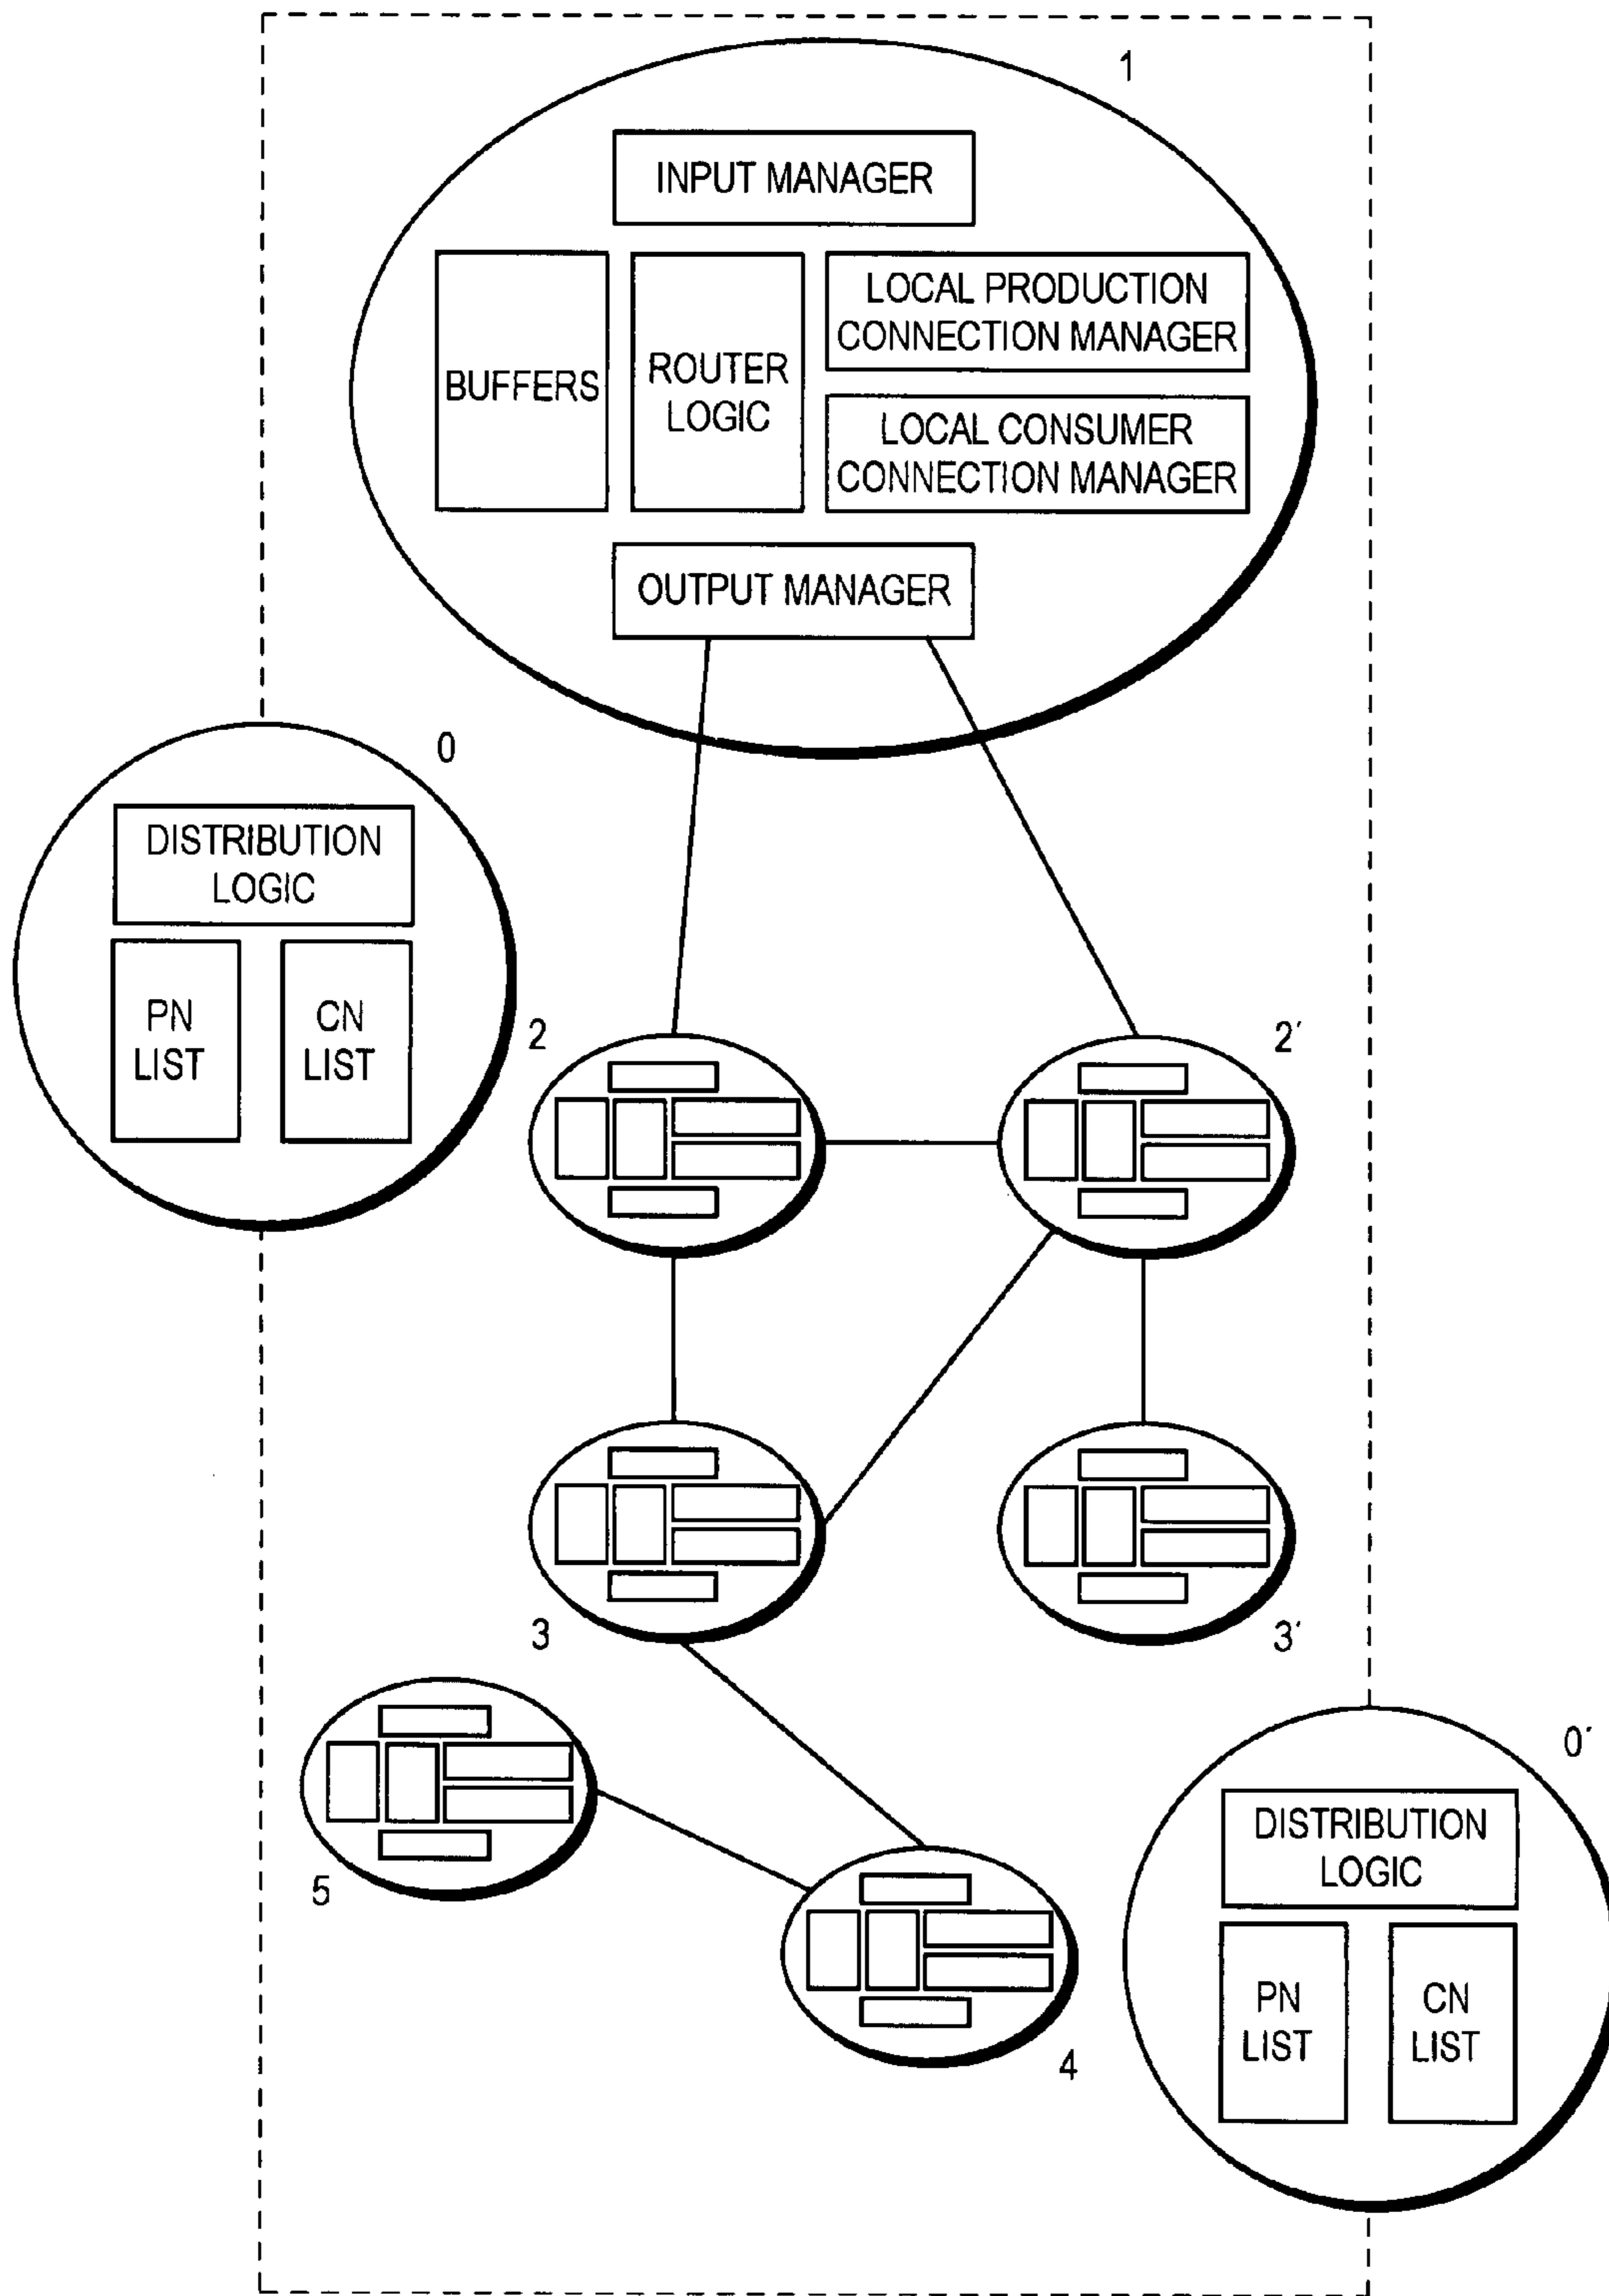 1
INPUT MANAGER
BUFFERS
ROUTER
LOGIC
LOCAL PRODUCTION
CONNECTION MANAGER
LOCAL CONSUMER
CONNECTION MANAGER
OUTPUT MANAGER
0
DISTRIBUTION
LOGIC
PN
LIST
CN
LIST
2
2´
3
3´
5
4
0´
DISTRIBUTION
LOGIC
PN
LIST
CN
LIST